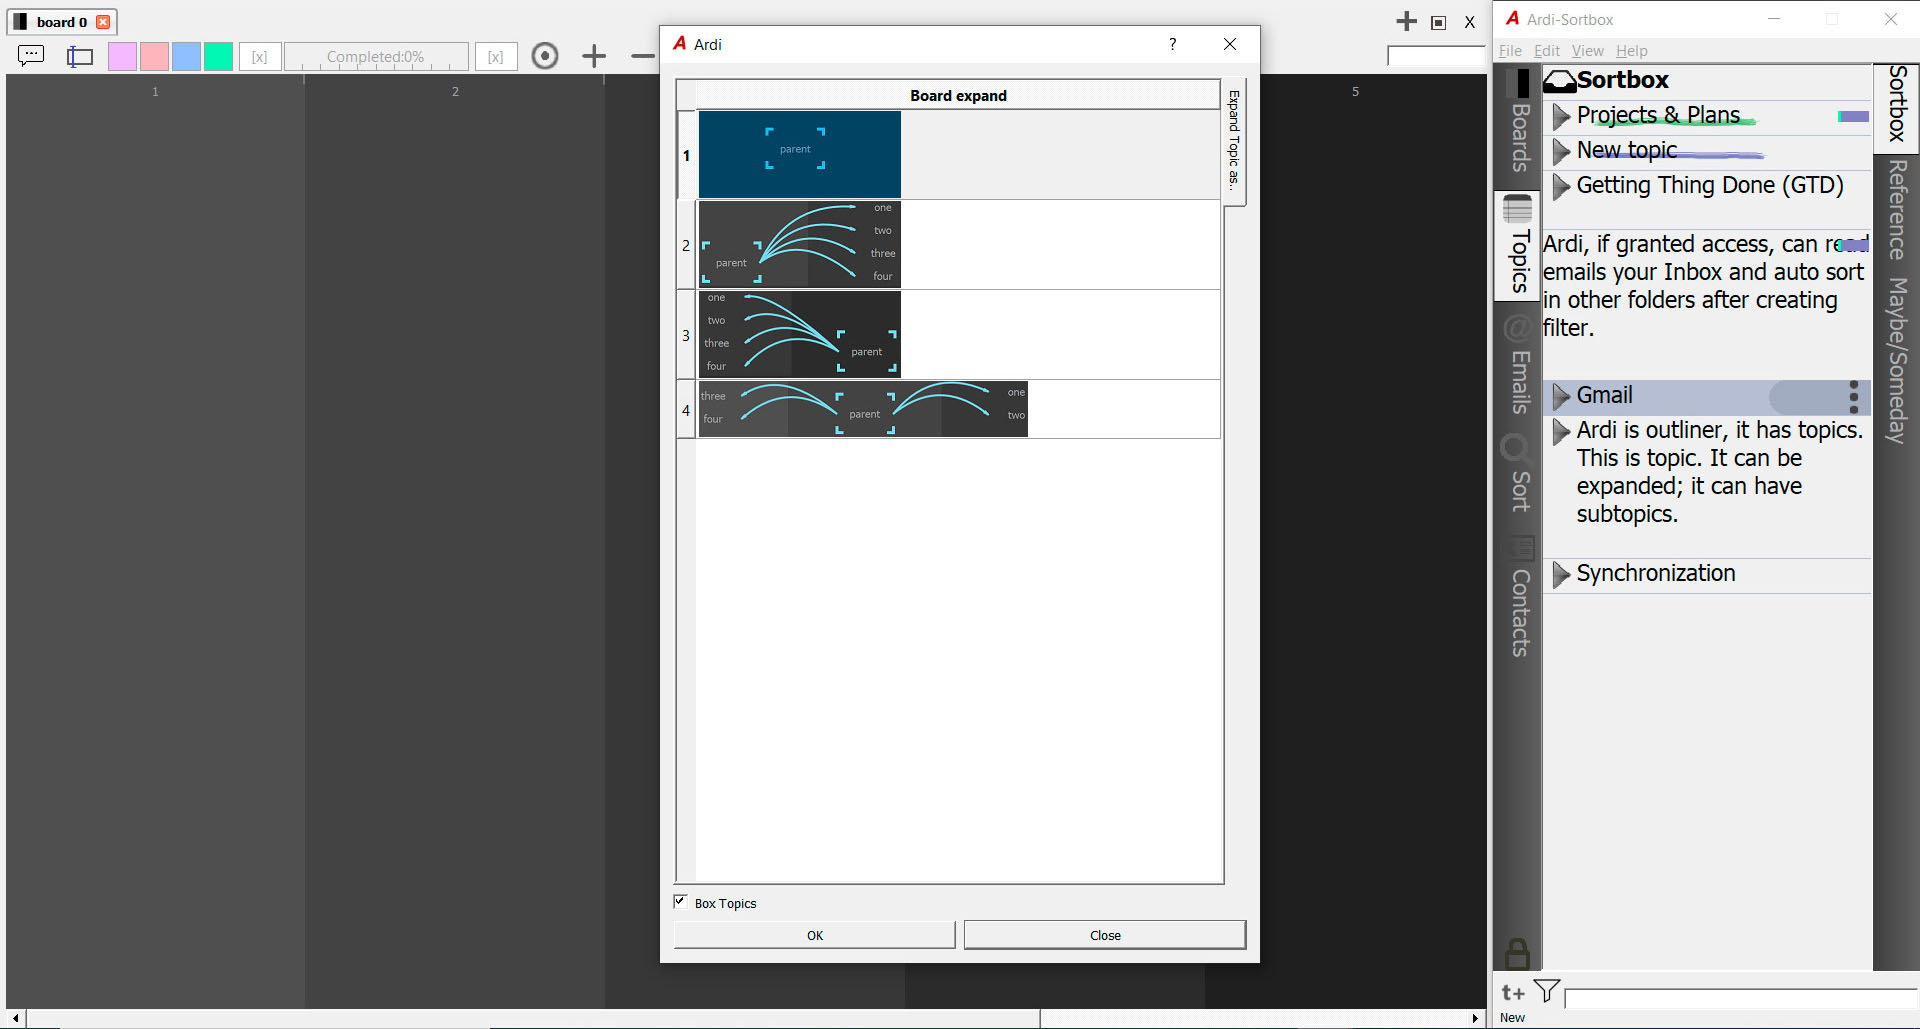 board 0
[x]
Completed:0%
[x]
1
2
5
X
Ardi
?
Board expand
Expand Topic as..
1
parent
2
parent
one
two
three
four
3
one
two
three
four
parent
4
three
four
parent
one
two
Box Topics
OK
Close
Ardi-Sortbox
File Edit View Help
Boards
Topics
Emails
Sort
Contacts
Sortbox
Projects & Plans
New topic
Getting Thing Done (GTD)
Ardi, if granted access, can read
emails your Inbox and auto sort
in other folders after creating
filter.
Gmail
Ardi is outliner, it has topics.
This is topic. It can be
expanded; it can have
subtopics.
Synchronization
Sortbox
Reference
Maybe/Someday
t+
New